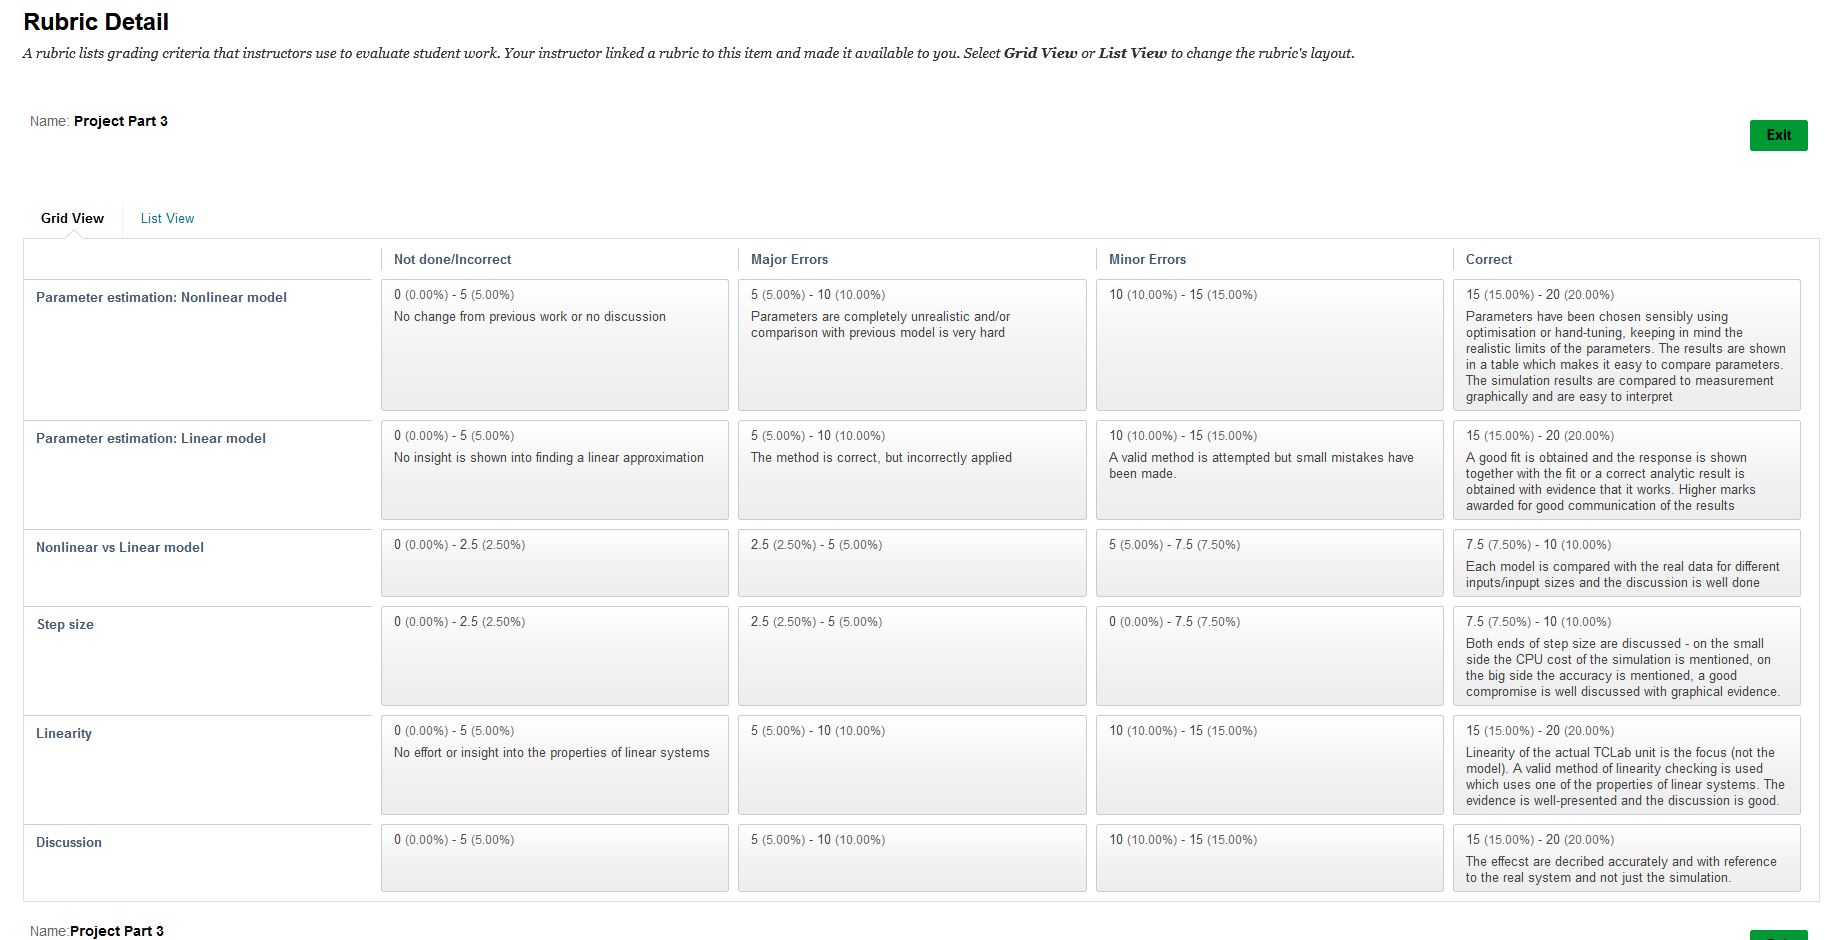 Rubric Detail
A rubric lists grading criteria that instructors use to evaluate student work. Your instructor linked a rubric to this item and made it available to you. Select Grid View or List View to change the rubric's layout.
Name: Project Part 3
Exit
Grid View
List View
Not done/Incorrect
Major Errors
Minor Errors
Correct
Parameter estimation: Nonlinear model
0 (0.00%) - 5 (5.00%)
No change from previous work or no discussion
5 (5.00%) - 10 (10.00%)
Parameters are completely unrealistic and/or
comparison with previous model is very hard
10 (10.00%) - 15 (15.00%)
15 (15.00%) - 20 (20.00%)
Parameters have been chosen sensibly using
optimisation or hand-tuning, keeping in mind the
realistic limits of the parameters. The results are shown
in a table which makes it easy to compare parameters.
The simulation results are compared to measurement
graphically and are easy to interpret
Parameter estimation: Linear model
0 (0.00%) - 5 (5.00%)
No insight is shown into finding a linear approximation
5 (5.00%) - 10 (10.00%)
The method is correct, but incorrectly applied
10 (10.00%) - 15 (15.00%)
A valid method is attempted but small mistakes have
been made.
15 (15.00%) - 20 (20.00%)
A good fit is obtained and the response is shown
together with the fit or a correct analytic result is
obtained with evidence that it works. Higher marks
awarded for good communication of the results
Nonlinear vs Linear model
0 (0.00%) - 2.5 (2.50%)
2.5 (2.50%) - 5 (5.00%)
5 (5.00%) - 7.5 (7.50%)
7.5 (7.50%) - 10 (10.00%)
Each model is compared with the real data for different
inputs/inpupt sizes and the discussion is well done
Step size
0 (0.00%) - 2.5 (2.50%)
2.5 (2.50%) - 5 (5.00%)
0 (0.00%) - 7.5 (7.50%)
7.5 (7.50%) - 10 (10.00%)
Both ends of step size are discussed - on the small
side the CPU cost of the simulation is mentioned, on
the big side the accuracy is mentioned, a good
compromise is well discussed with graphical evidence.
Linearity
0 (0.00%) - 5 (5.00%)
No effort or insight into the properties of linear systems
5 (5.00%) - 10 (10.00%)
10 (10.00%) - 15 (15.00%)
15 (15.00%) - 20 (20.00%)
Linearity of the actual TCLab unit is the focus (not the
model). A valid method of linearity checking is used
which uses one of the properties of linear systems. The
evidence is well-presented and the discussion is good.
Discussion
0 (0.00%) - 5 (5.00%)
5 (5.00%) - 10 (10.00%)
10 (10.00%) - 15 (15.00%)
15 (15.00%) - 20 (20.00%)
The effecst are decribed accurately and with reference
to the real system and not just the simulation.
Name:Project Part 3